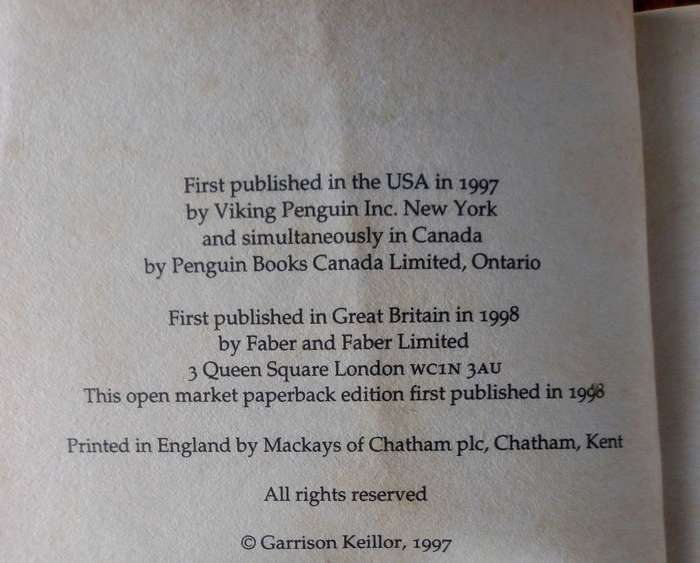 First published in the USA in 1997
by Viking Penguin Inc. New York
and simultaneously in Canada
by Penguin Books Canada Limited, Ontario
First published in Great Britain in 1998
by Faber and Faber Limited
3 Queen Square London WC1N 3AU
This open market paperback edition first published in 1998
Printed in England by Mackays of Chatham plc, Chatham, Kent
All rights reserved
© Garrison Keillor, 1997